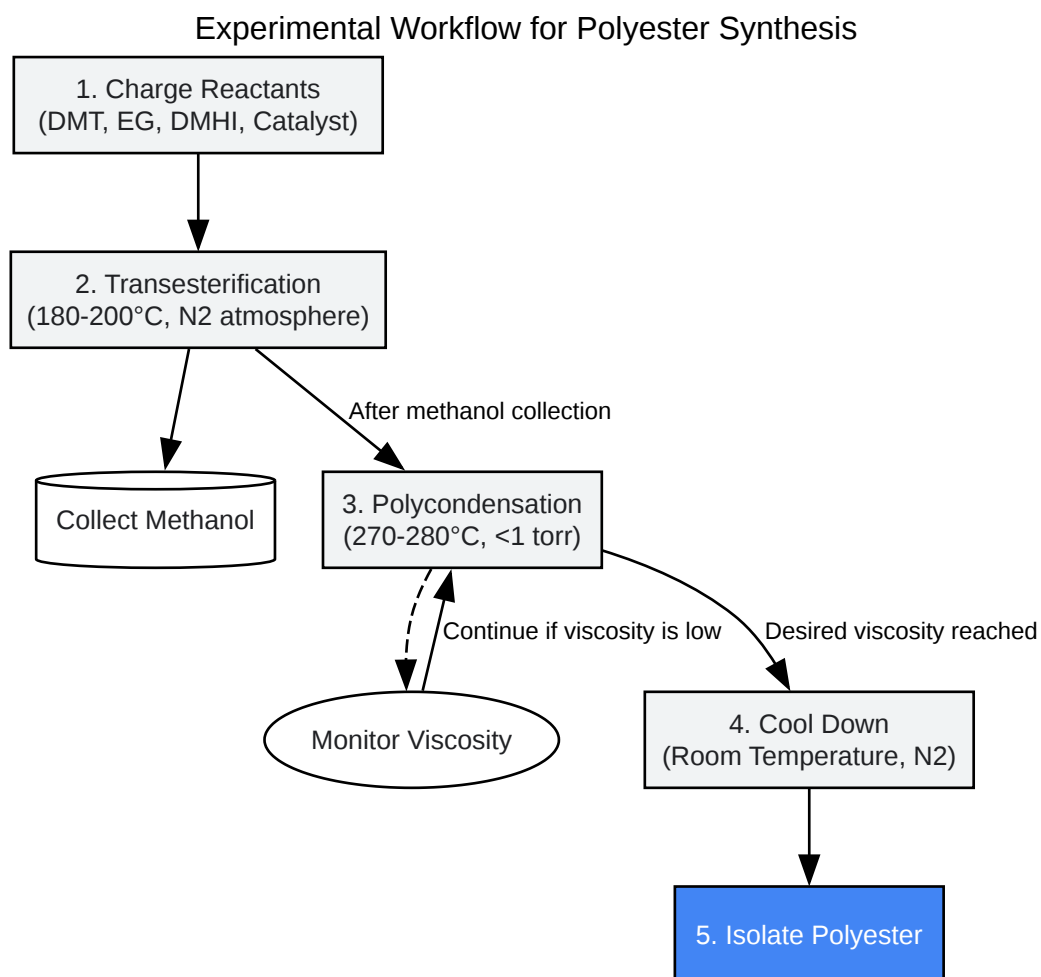 Experimental Workflow for Polyester Synthesis
1. Charge Reactants
(DMT, EG, DMHI, Catalyst)
2. Transesterification
(180-200°C, N2 atmosphere)
After methanol collection
Collect Methanol
3. Polycondensation
(270-280°C, <1 torr)
Continue if viscosity is low
Desired viscosity reached
Monitor Viscosity
4. Cool Down
(Room Temperature, N2)
5. Isolate Polyester